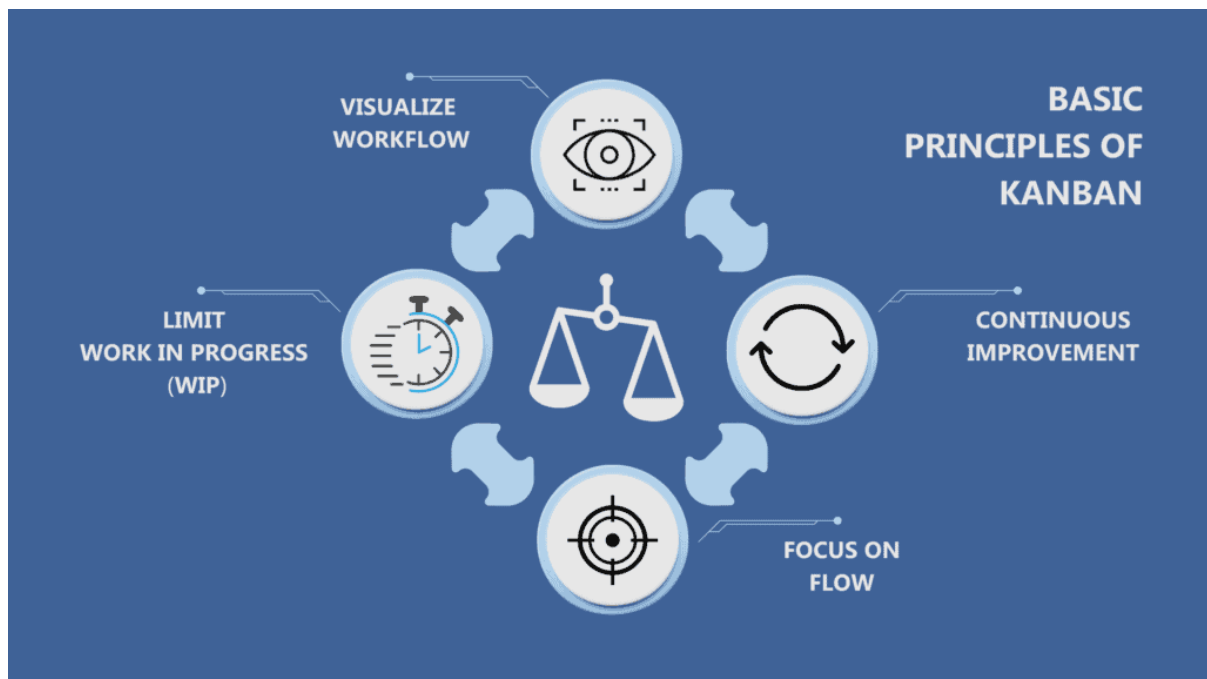 BASIC
PRINCIPLES OF
KANBAN
VISUALIZE
WORKFLOW
LIMIT
WORK IN PROGRESS
(WIP)
CONTINUOUS
IMPROVEMENT
FOCUS ON
FLOW